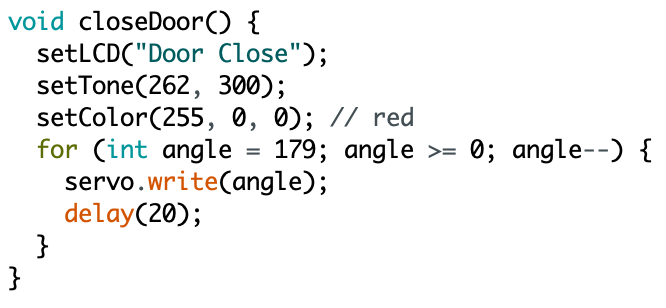 void closeDoor() {
  setLCD("Door Close");
  setTone(262, 300);
  setColor(255, 0, 0); // red
  for (int angle = 179; angle >= 0; angle--) {
    servo.write(angle);
    delay(20);
  }
}